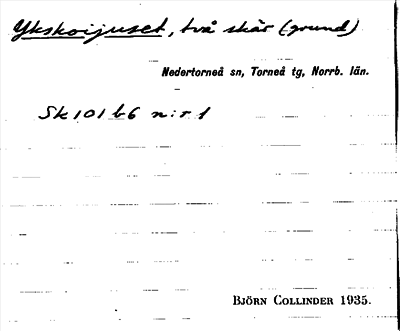 Ykskoijuset, två skär (grund)
Nedertorneå sn, Torneå tg, Norrb. län.
Sk 101 b6 n:r 1
BJÖRN COLLINDER 1935.